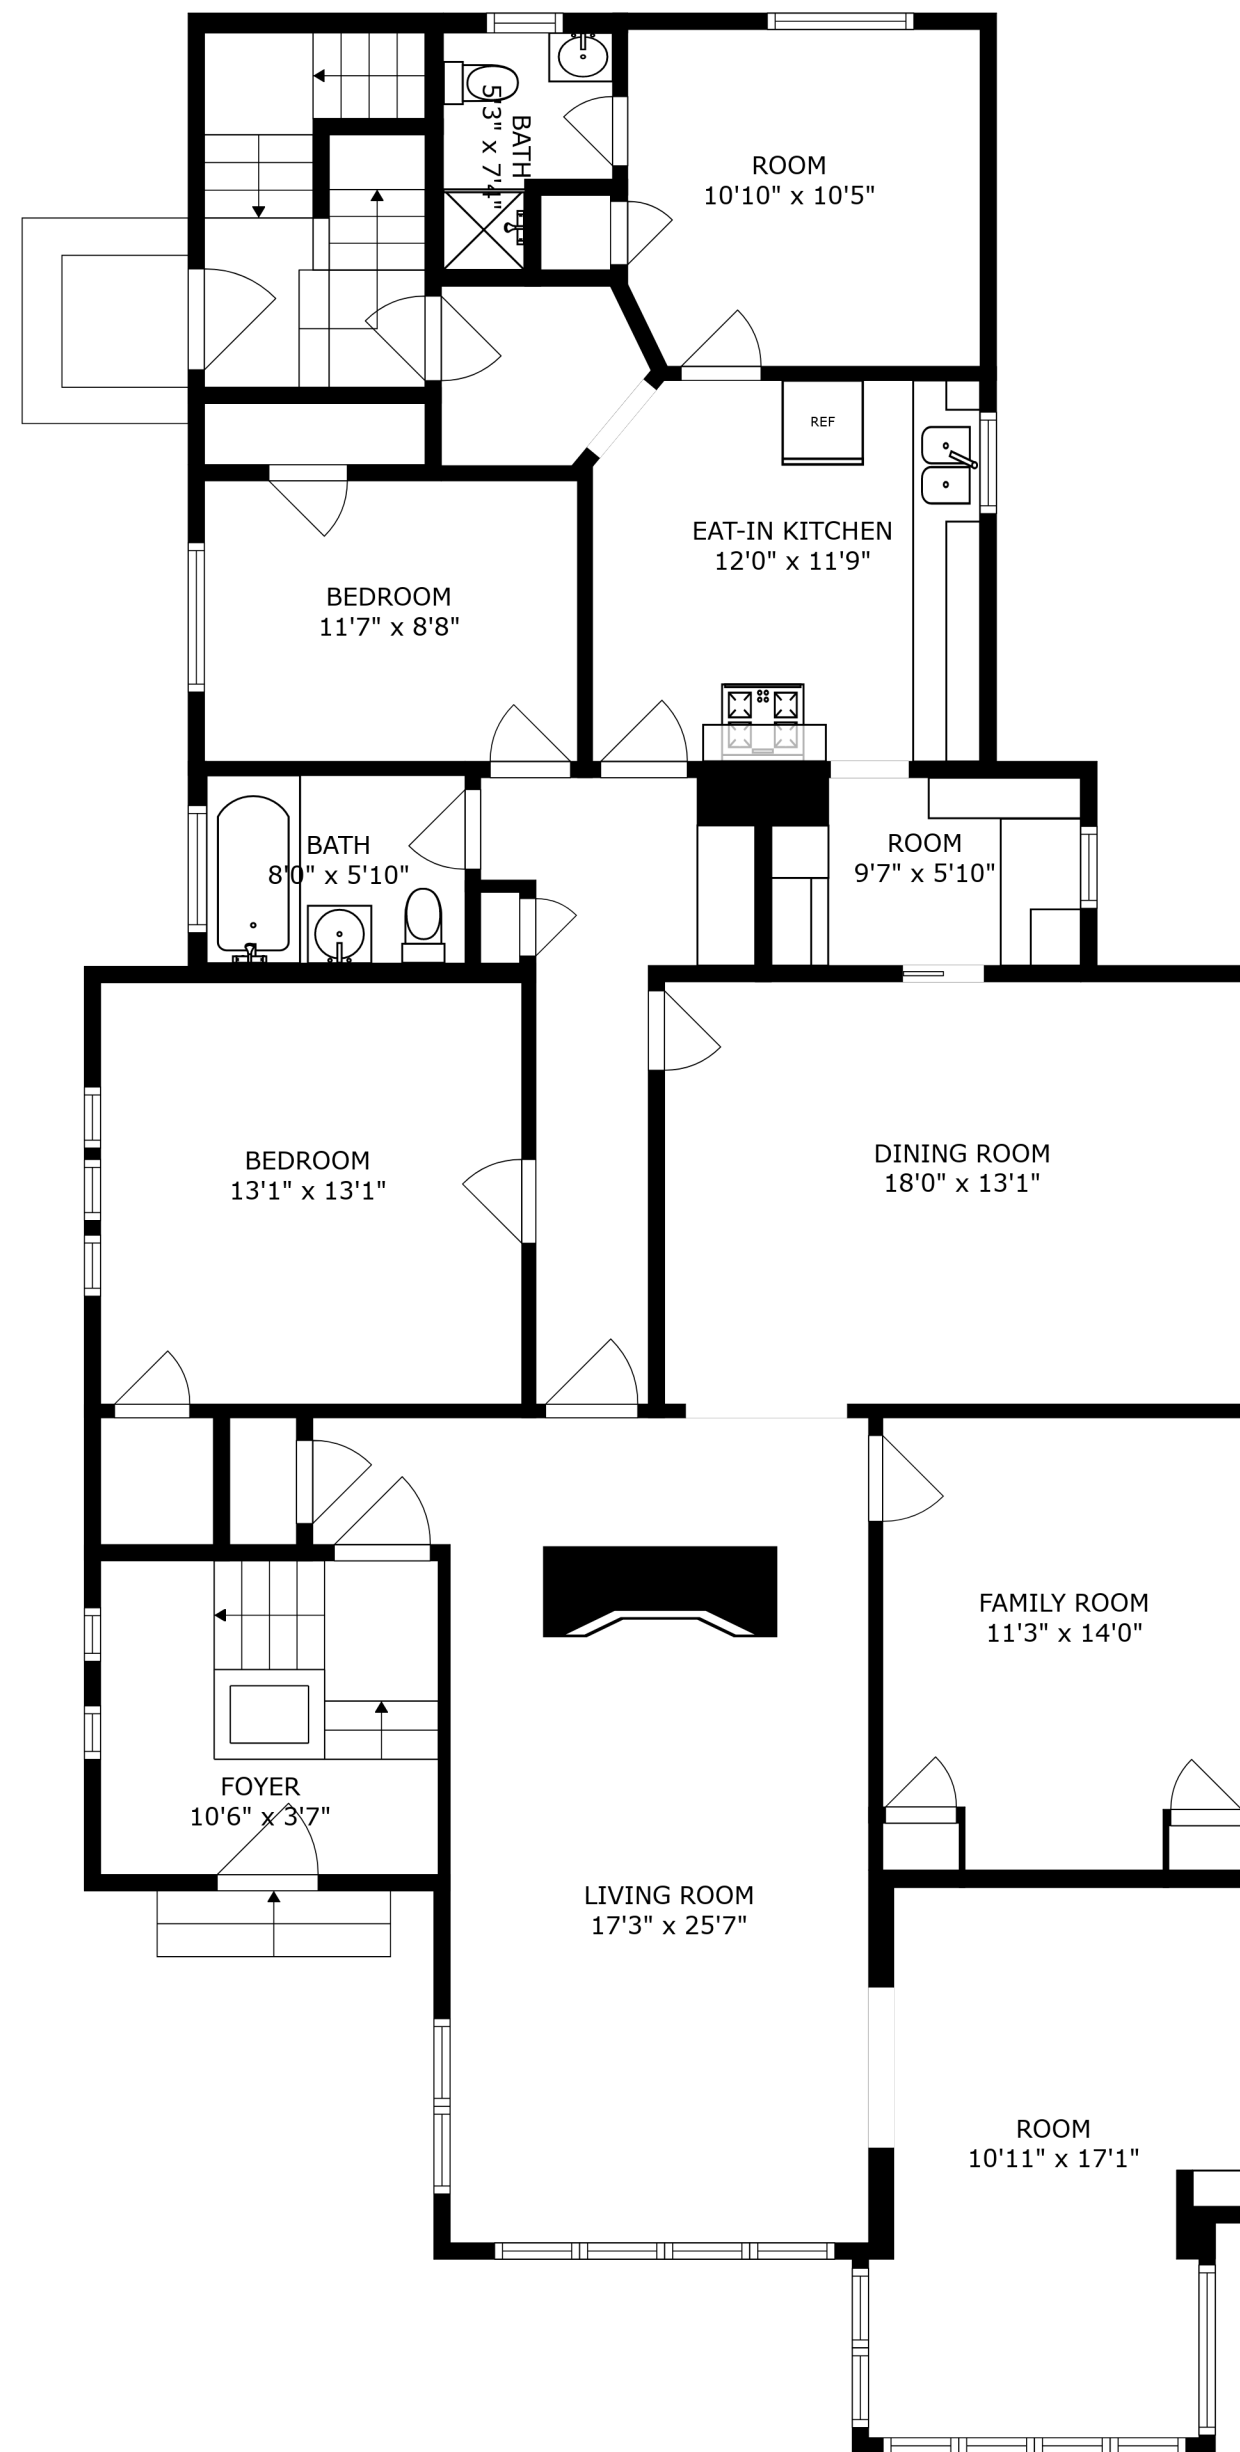 BATH
5'3" x 7'4"
ROOM
10'10" x 10'5"
REF
EAT-IN KITCHEN
12'0" x 11'9"
BEDROOM
11'7" x 8'8"
BATH
8'0" x 5'10"
ROOM
9'7" x 5'10"
BEDROOM
13'1" x 13'1"
DINING ROOM
18'0" x 13'1"
FAMILY ROOM
11'3" x 14'0"
FOYER
10'6" x 3'7"
LIVING ROOM
17'3" x 25'7"
ROOM
10'11" x 17'1"